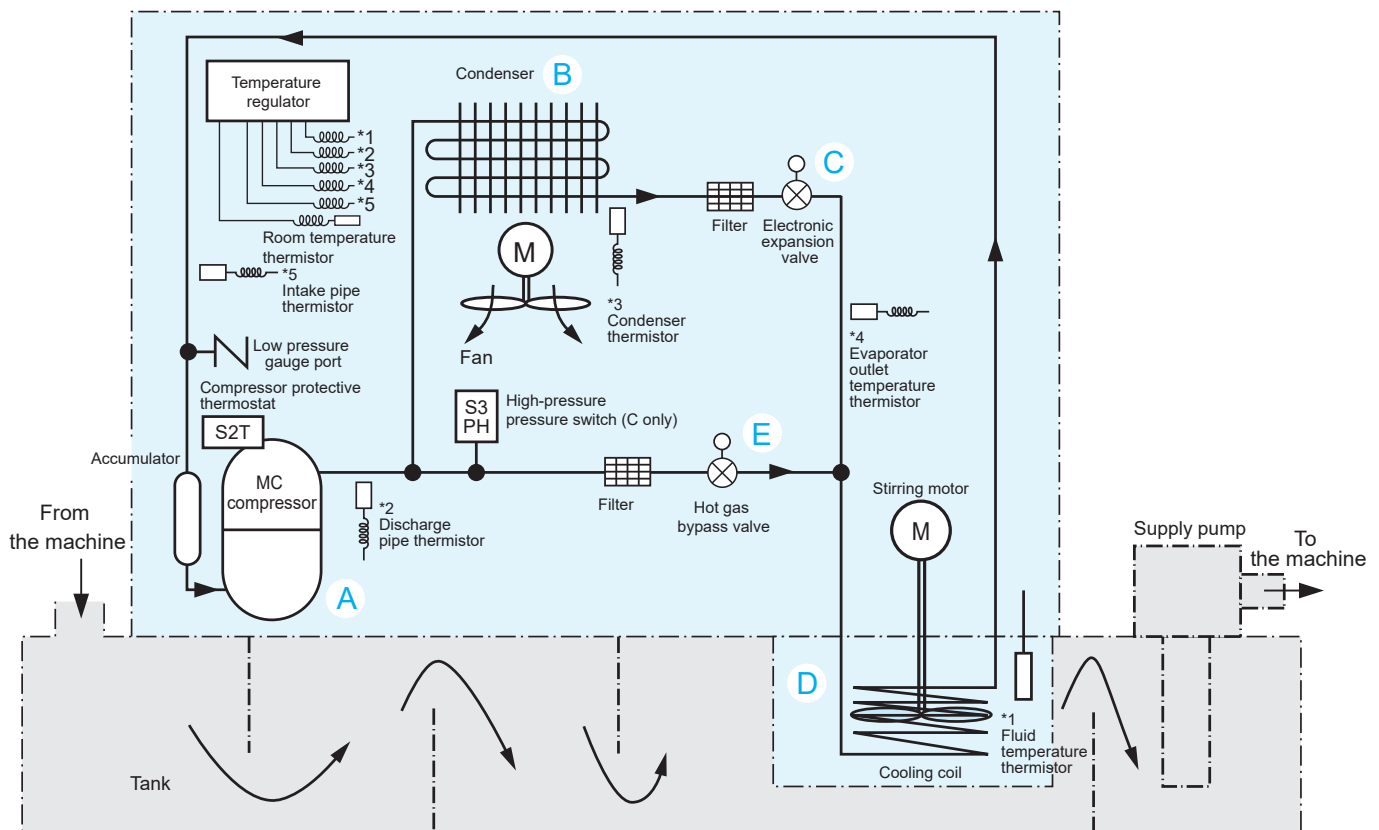 Temperature
regulator
*1
*2
*3
*4
*5
Room temperature
thermistor
*5
Intake pipe
thermistor
Low pressure
gauge port
Compressor protective
thermostat
S2T
Accumulator
MC
compressor
A
Condenser
B
M
Fan
*3
Condenser
thermistor
Filter
C
Electronic
expansion
valve
*4
Evaporator
outlet
temperature
thermistor
S3
PH
High-pressure
pressure switch (C only)
*2
Discharge
pipe thermistor
Filter
E
Hot gas
bypass valve
Stirring motor
M
From
the machine
Supply pump
To
the machine
D
*1
Fluid
temperature
thermistor
Cooling coil
Tank